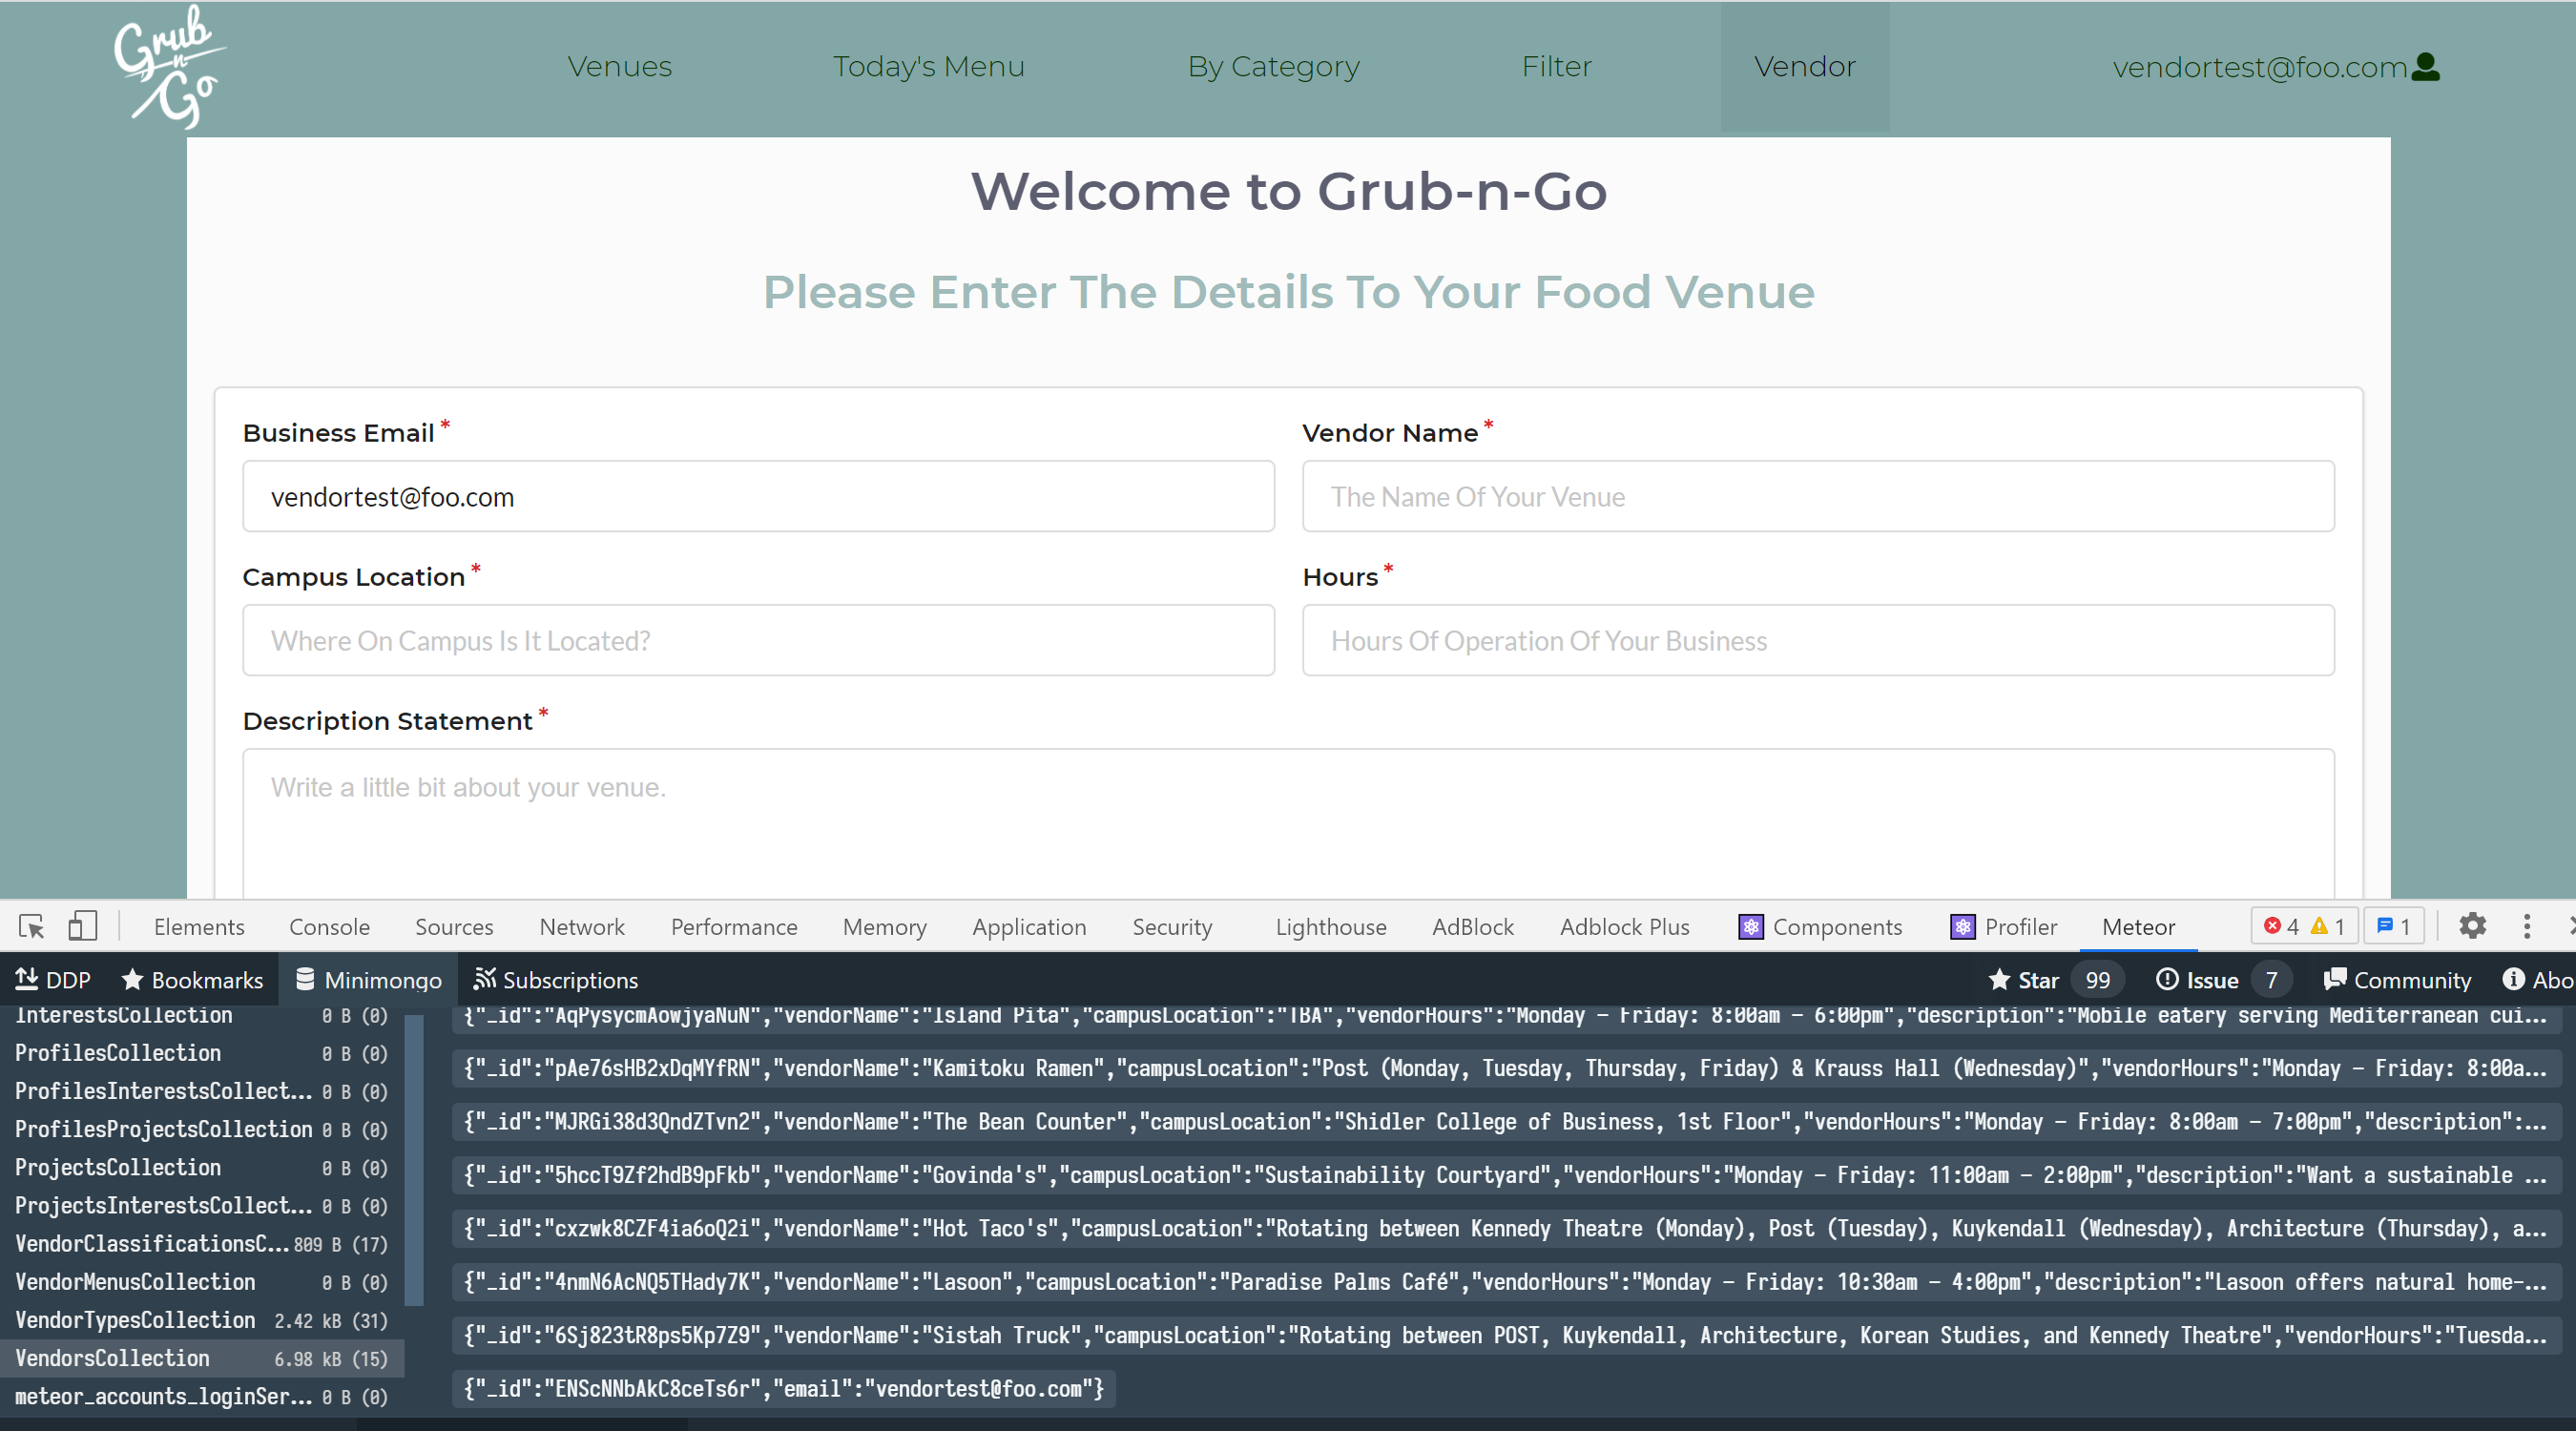 Grub
n
Go
Venues Today's Menu By Category Filter Vendor vendortest@foo.com
Welcome to Grub-n-Go
Please Enter The Details To Your Food Venue
Business Email * Vendor Name *
vendortest@foo.com The Name Of Your Venue
Campus Location * Hours *
Where On Campus Is It Located? Hours Of Operation Of Your Business
Description Statement *
Write a little bit about your venue.
Elements Console Sources Network Performance Memory Application Security Lighthouse AdBlock Adblock Plus Components Profiler Meteor 4 1 1
DDP Bookmarks Minimongo Subscriptions Star 99 Issue 7 Community Abo
InterestsCollection 0 B (0)
ProfilesCollection 0 B (0)
ProfilesInterestsCollect... 0 B (0)
ProfilesProjectsCollection 0 B (0)
ProjectsCollection 0 B (0)
ProjectsInterestsCollect... 0 B (0)
VendorClassificationsC... 809 B (17)
VendorMenusCollection 0 B (0)
VendorTypesCollection 2.42 kB (31)
VendorsCollection 6.98 kB (15)
meteor_accounts_loginSer... 0 B (0)
{"_id":"AqPysycmAowjyaNuN","vendorName":"Island Pita","campusLocation":"TBA","vendorHours":"Monday - Friday: 8:00am - 6:00pm","description":"Mobile eatery serving Mediterranean cui...
{"_id":"pAe76sHB2xDqMYfRN","vendorName":"Kamitoku Ramen","campusLocation":"Post (Monday, Tuesday, Thursday, Friday) & Krauss Hall (Wednesday)","vendorHours":"Monday - Friday: 8:00a...
{"_id":"MJRGi38d3QndZTvn2","vendorName":"The Bean Counter","campusLocation":"Shidler College of Business, 1st Floor","vendorHours":"Monday - Friday: 8:00am - 7:00pm","description":...
{"_id":"5hccT9Zf2hdB9pFkb","vendorName":"Govinda's","campusLocation":"Sustainability Courtyard","vendorHours":"Monday - Friday: 11:00am - 2:00pm","description":"Want a sustainable ...
{"_id":"cxzwk8CZF4ia6oQ2i","vendorName":"Hot Taco's","campusLocation":"Rotating between Kennedy Theatre (Monday), Post (Tuesday), Kuykendall (Wednesday), Architecture (Thursday), a...
{"_id":"4nmN6AcNQ5THady7K","vendorName":"Lasoon","campusLocation":"Paradise Palms Café","vendorHours":"Monday - Friday: 10:30am - 4:00pm","description":"Lasoon offers natural home-...
{"_id":"6Sj823tR8ps5Kp7Z9","vendorName":"Sistah Truck","campusLocation":"Rotating between POST, Kuykendall, Architecture, Korean Studies, and Kennedy Theatre","vendorHours":"Tuesda...
{"_id":"ENScNNbAkC8ceTs6r","email":"vendortest@foo.com"}